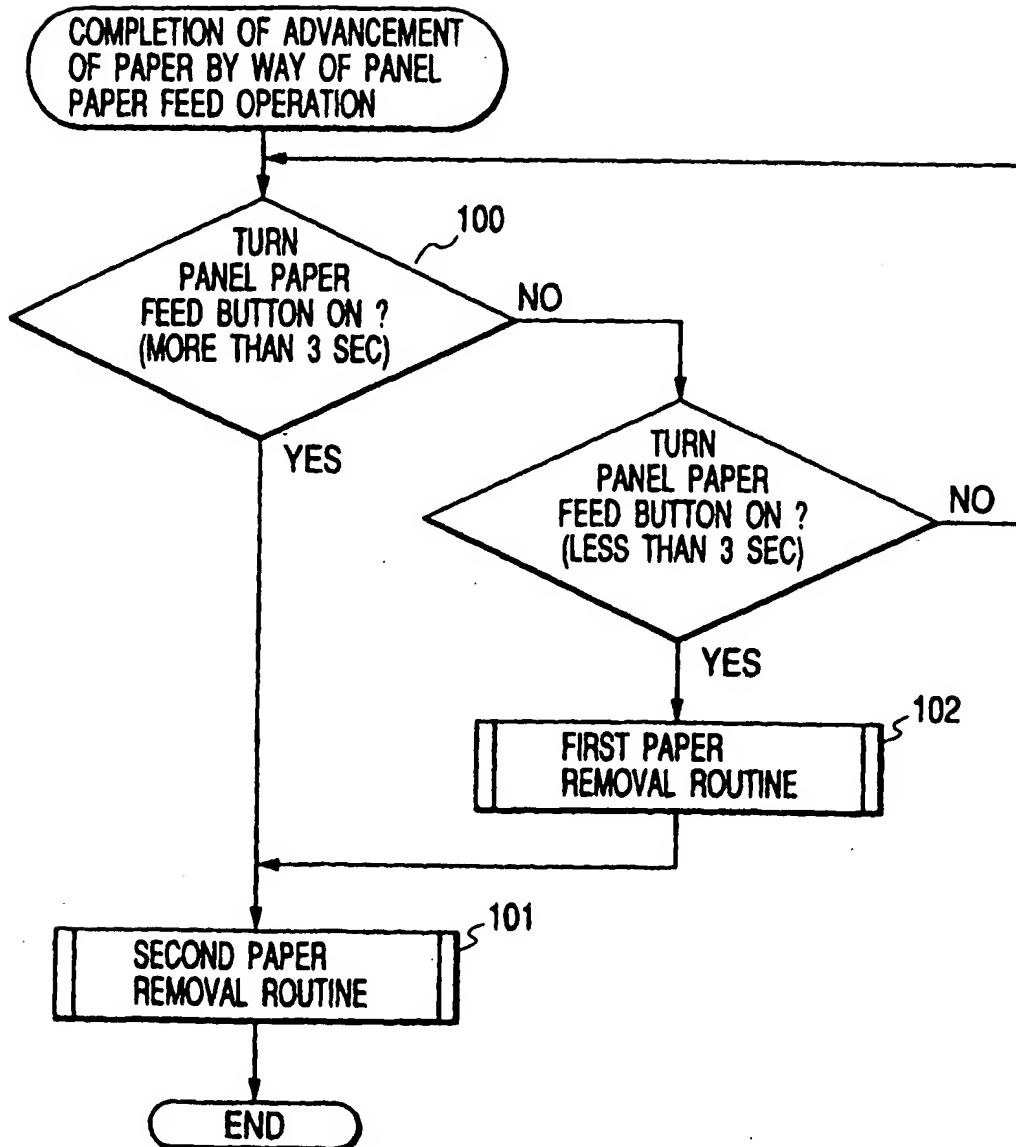 COMPLETION OF ADVANCEMENT
OF PAPER BY WAY OF PANEL
PAPER FEED OPERATION
100
TURN
PANEL PAPER
FEED BUTTON ON ?
(MORE THAN 3 SEC)
NO
YES
TURN
PANEL PAPER
FEED BUTTON ON ?
(LESS THAN 3 SEC)
NO
YES
102
FIRST PAPER
REMOVAL ROUTINE
101
SECOND PAPER
REMOVAL ROUTINE
END